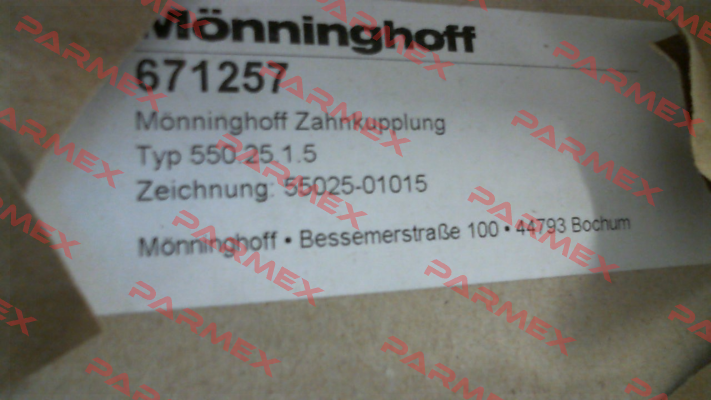 Mönninghoff
671257
Mönninghoff Zahnkupplung
Typ 550.25.1.5
Zeichnung: 55025-01015
Mönninghoff • Bessemerstraße 100 • 44793 Bochum
PARMEX